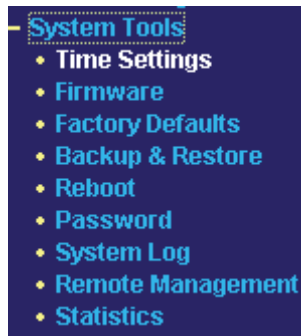 – System Tools
• Time Settings
• Firmware
• Factory Defaults
• Backup & Restore
• Reboot
• Password
• System Log
• Remote Management
• Statistics